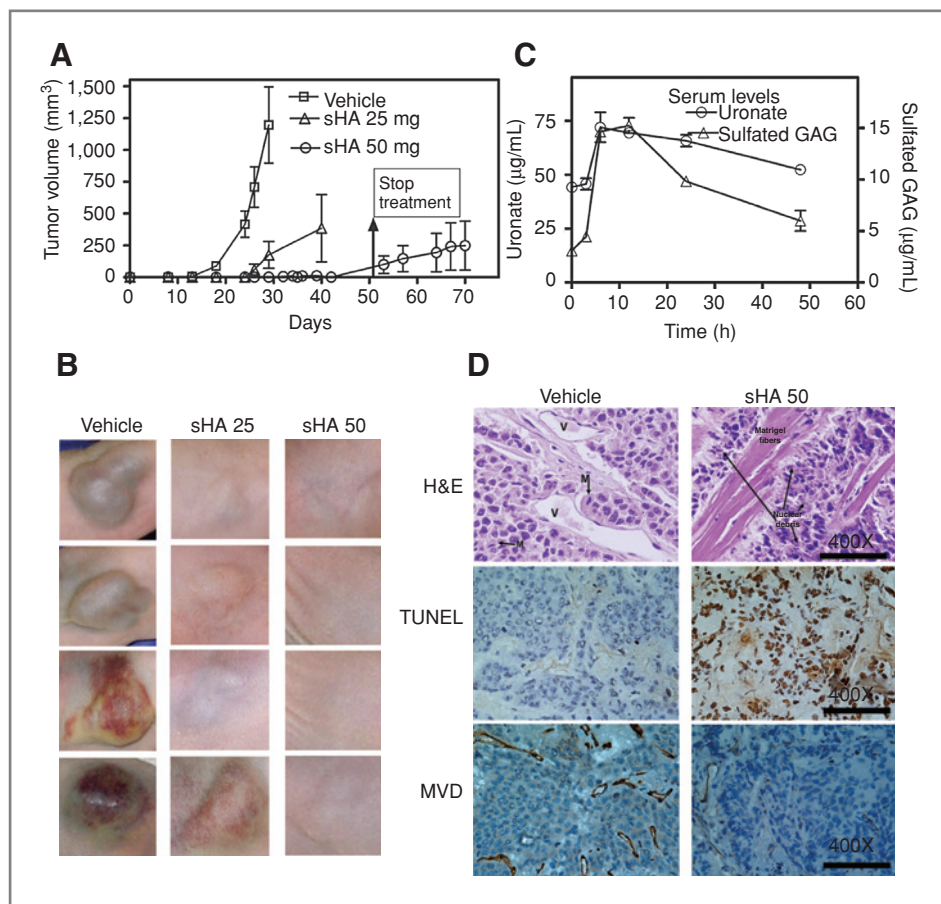 A
Tumor volume (mm³)
1,500
1,250
1,000
750
500
250
0
0 10 20 30 40 50 60 70
Days
Vehicle
sHA 25 mg
sHA 50 mg
Stop
treatment
C
Uronate (µg/mL)
75
50
25
0
Serum levels
Uronate
Sulfated GAG
15
10
5
0
Sulfated GAG (µg/mL)
0 10 20 30 40 50 60
Time (h)
B
Vehicle sHA 25 sHA 50
D
Vehicle sHA 50
H&E
V
M
V
M
Matrigel
fibers
Nuclear
debris
400X
TUNEL
400X
MVD
400X